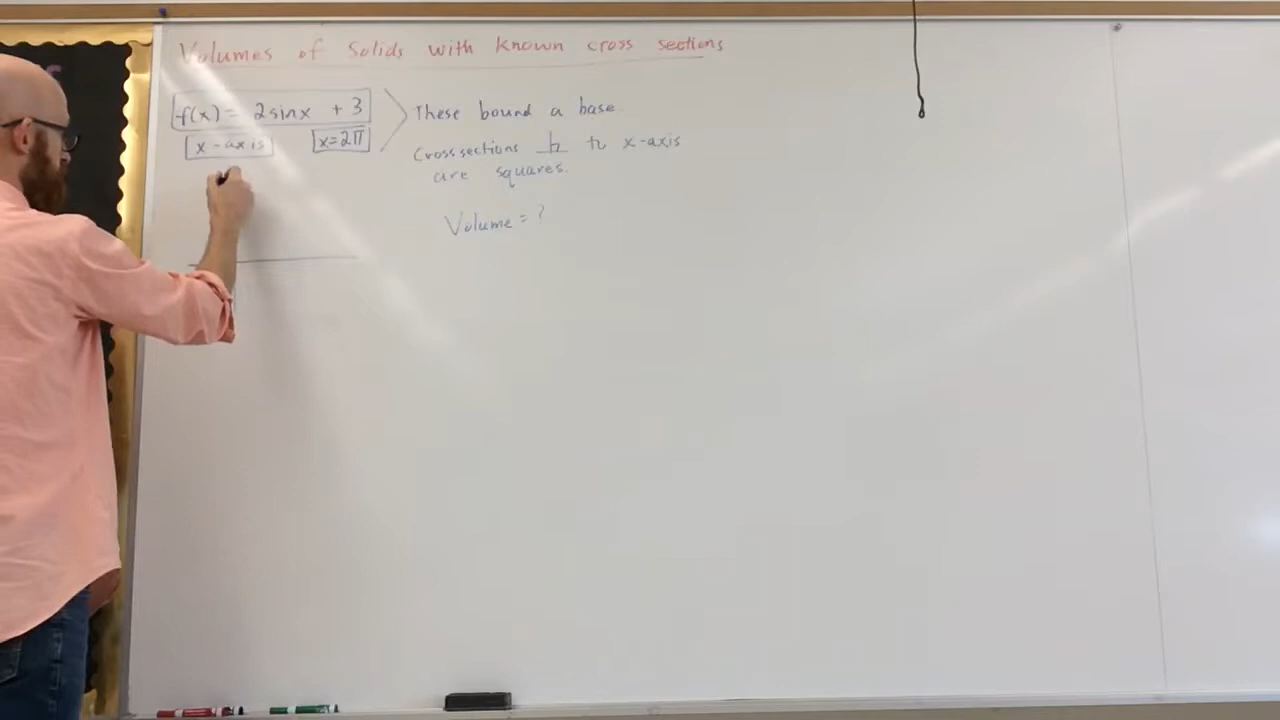 Volumes of Solids with known cross sections
f(x) = 2sinx + 3
x-axis
x=2π
These bound a base.
Cross sections ⊥ to x-axis
are squares.
Volume = ?